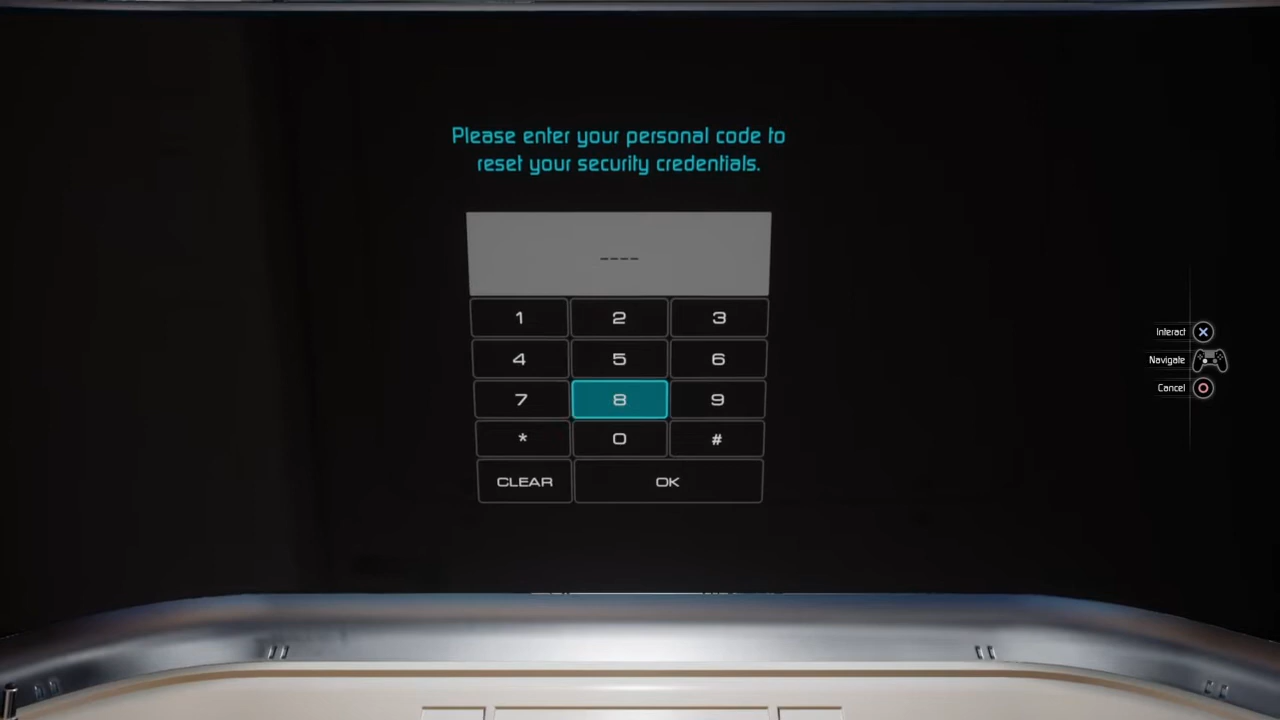 Please enter your personal code to
reset your security credentials.
----
1 2 3
4 5 6
7 8 9
* 0 #
CLEAR OK
Interact
Navigate
Cancel